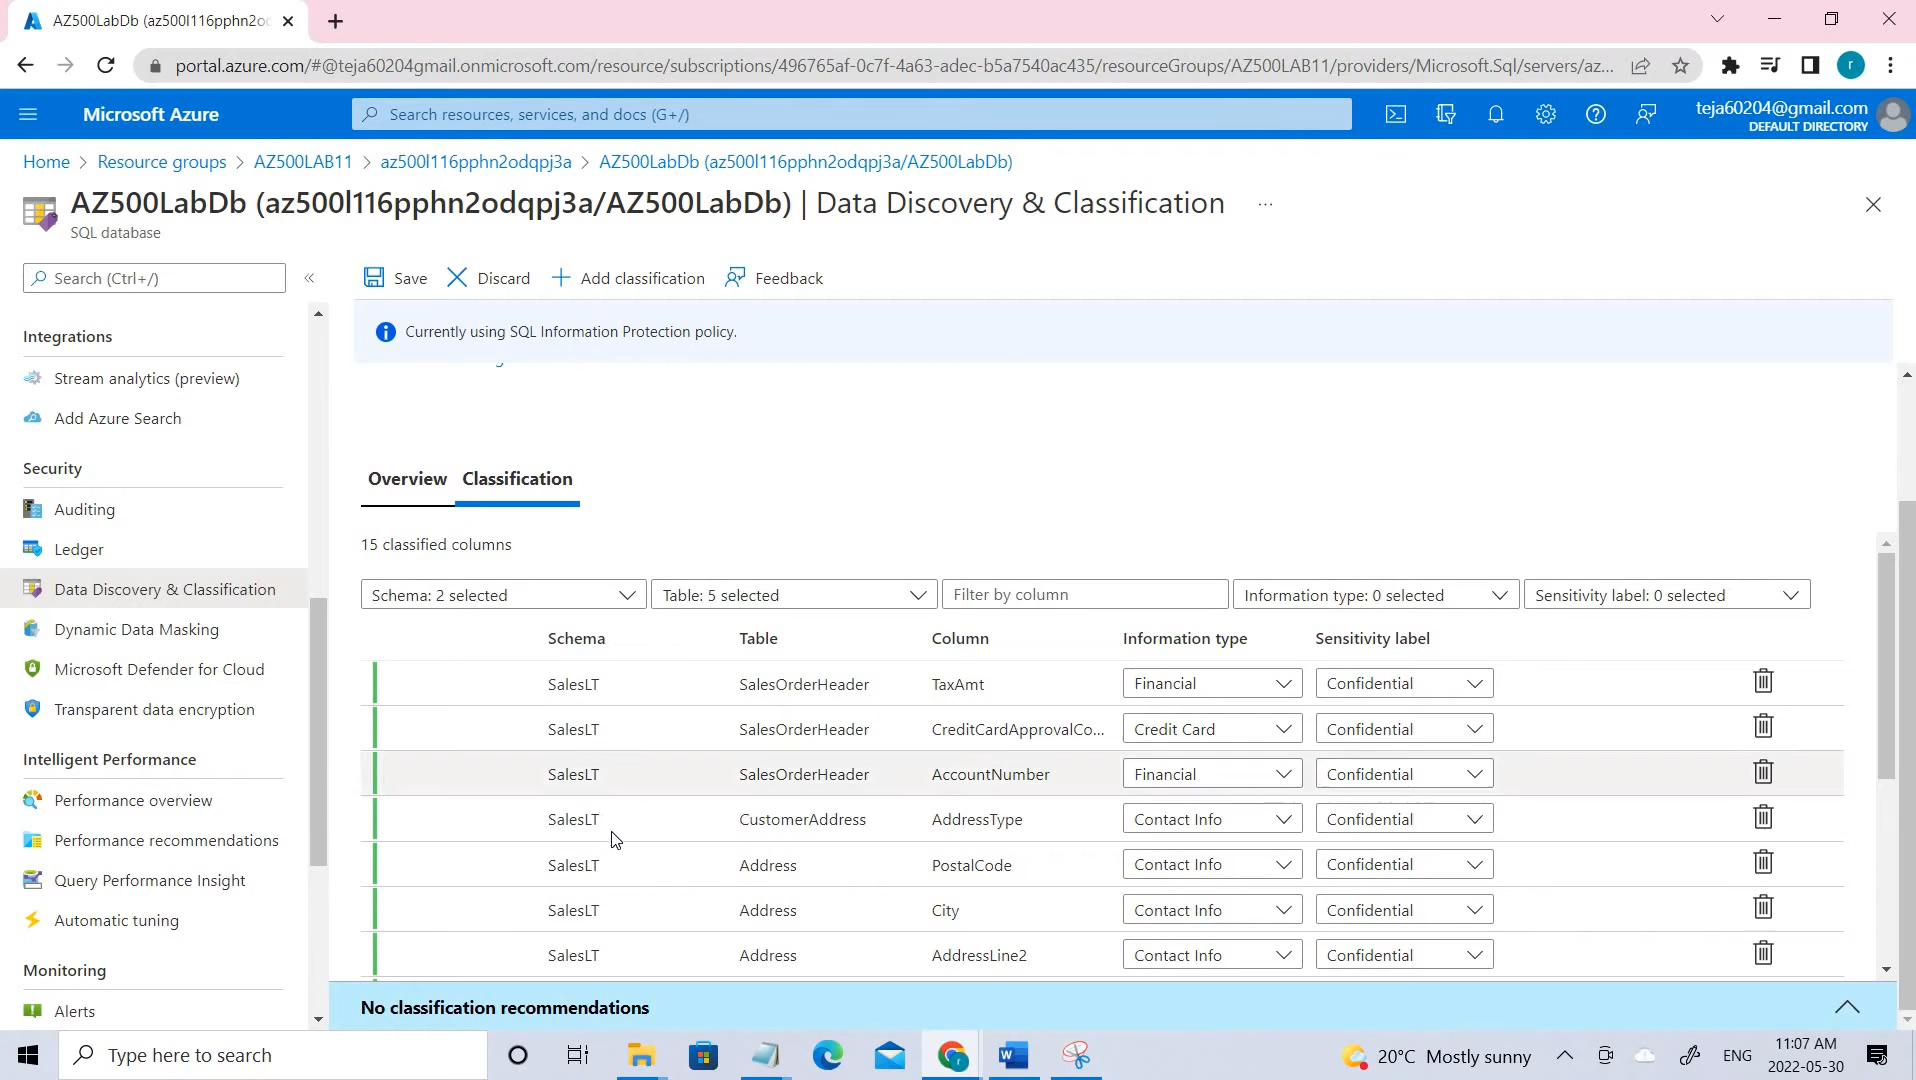 AZ500LabDb (az500l116pphn2od
portal.azure.com/#@teja60204gmail.onmicrosoft.com/resource/subscriptions/496765af-0c7f-4a63-adec-b5a7540ac435/resourceGroups/AZ500LAB11/providers/Microsoft.Sql/servers/az...
Microsoft Azure
Search resources, services, and docs (G+/)
teja60204@gmail.com
DEFAULT DIRECTORY
Home > Resource groups > AZ500LAB11 > az500l116pphn2odqpj3a > AZ500LabDb (az500l116pphn2odqpj3a/AZ500LabDb)
AZ500LabDb (az500l116pphn2odqpj3a/AZ500LabDb) | Data Discovery & Classification ...
SQL database
Search (Ctrl+/)
«
Save Discard Add classification Feedback
Currently using SQL Information Protection policy.
Integrations
Stream analytics (preview)
Add Azure Search
Security
Auditing
Ledger
Data Discovery & Classification
Dynamic Data Masking
Microsoft Defender for Cloud
Transparent data encryption
Intelligent Performance
Performance overview
Performance recommendations
Query Performance Insight
Automatic tuning
Monitoring
Alerts
Overview Classification
15 classified columns
Schema: 2 selected Table: 5 selected Filter by column Information type: 0 selected Sensitivity label: 0 selected
Schema Table Column Information type Sensitivity label
SalesLT SalesOrderHeader TaxAmt Financial Confidential
SalesLT SalesOrderHeader CreditCardApprovalCo... Credit Card Confidential
SalesLT SalesOrderHeader AccountNumber Financial Confidential
SalesLT CustomerAddress AddressType Contact Info Confidential
SalesLT Address PostalCode Contact Info Confidential
SalesLT Address City Contact Info Confidential
SalesLT Address AddressLine2 Contact Info Confidential
No classification recommendations
Type here to search
20°C Mostly sunny
ENG
11:07 AM
2022-05-30